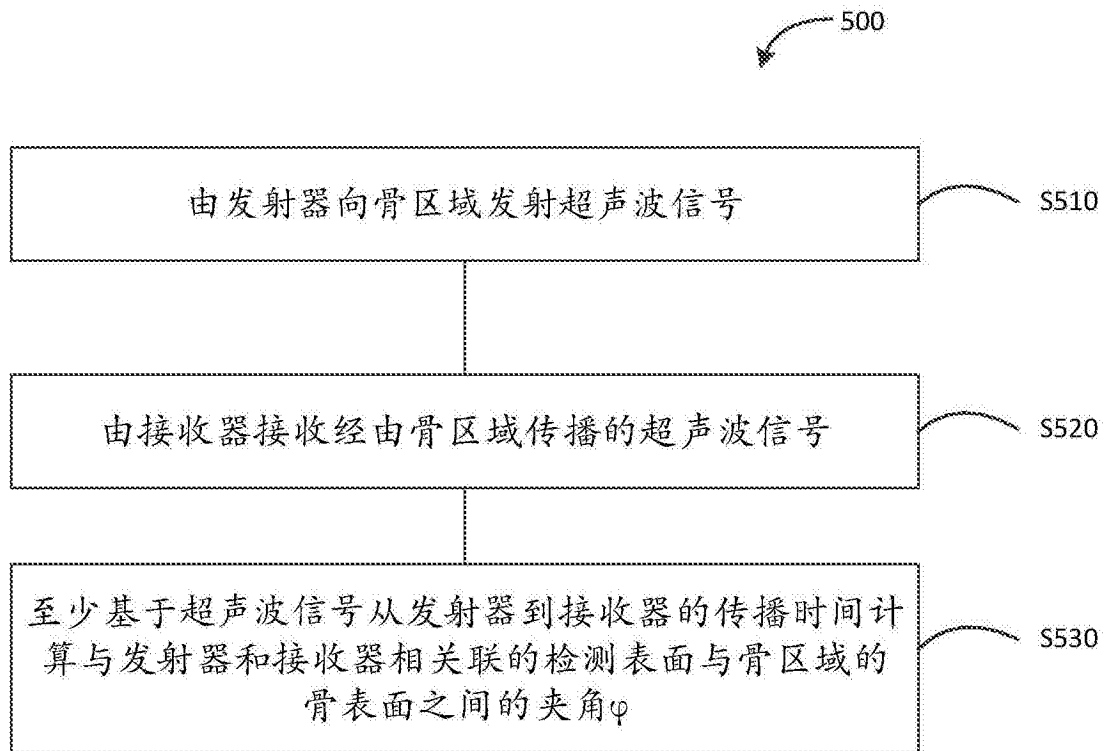 500
由发射器向骨区域发射超声波信号
S510
由接收器接收经由骨区域传播的超声波信号
S520
至少基于超声波信号从发射器到接收器的传播时间计
算与发射器和接收器相关联的检测表面与骨区域的
骨表面之间的夹角φ
S530